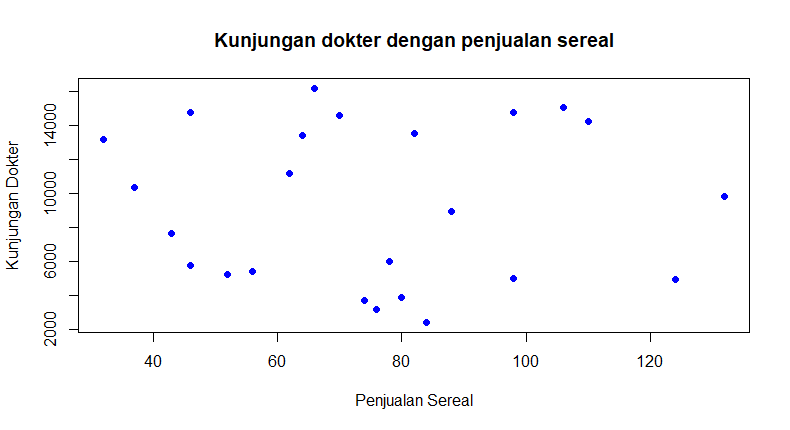 Kunjungan dokter dengan penjualan sereal
Kunjungan Dokter
14000
10000
6000
2000
40 60 80 100 120
Penjualan Sereal